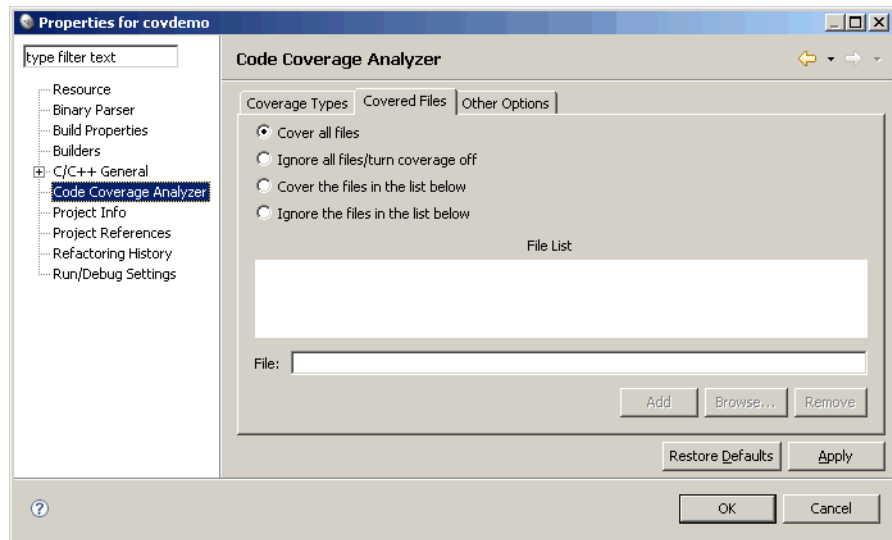 Properties for covdemo
type filter text
Resource
Binary Parser
Build Properties
Builders
C/C++ General
Code Coverage Analyzer
Project Info
Project References
Refactoring History
Run/Debug Settings
Code Coverage Analyzer
Coverage Types
Covered Files
Other Options
Cover all files
Ignore all files/turn coverage off
Cover the files in the list below
Ignore the files in the list below
File List
File:
Add
Browse...
Remove
Restore Defaults
Apply
OK
Cancel